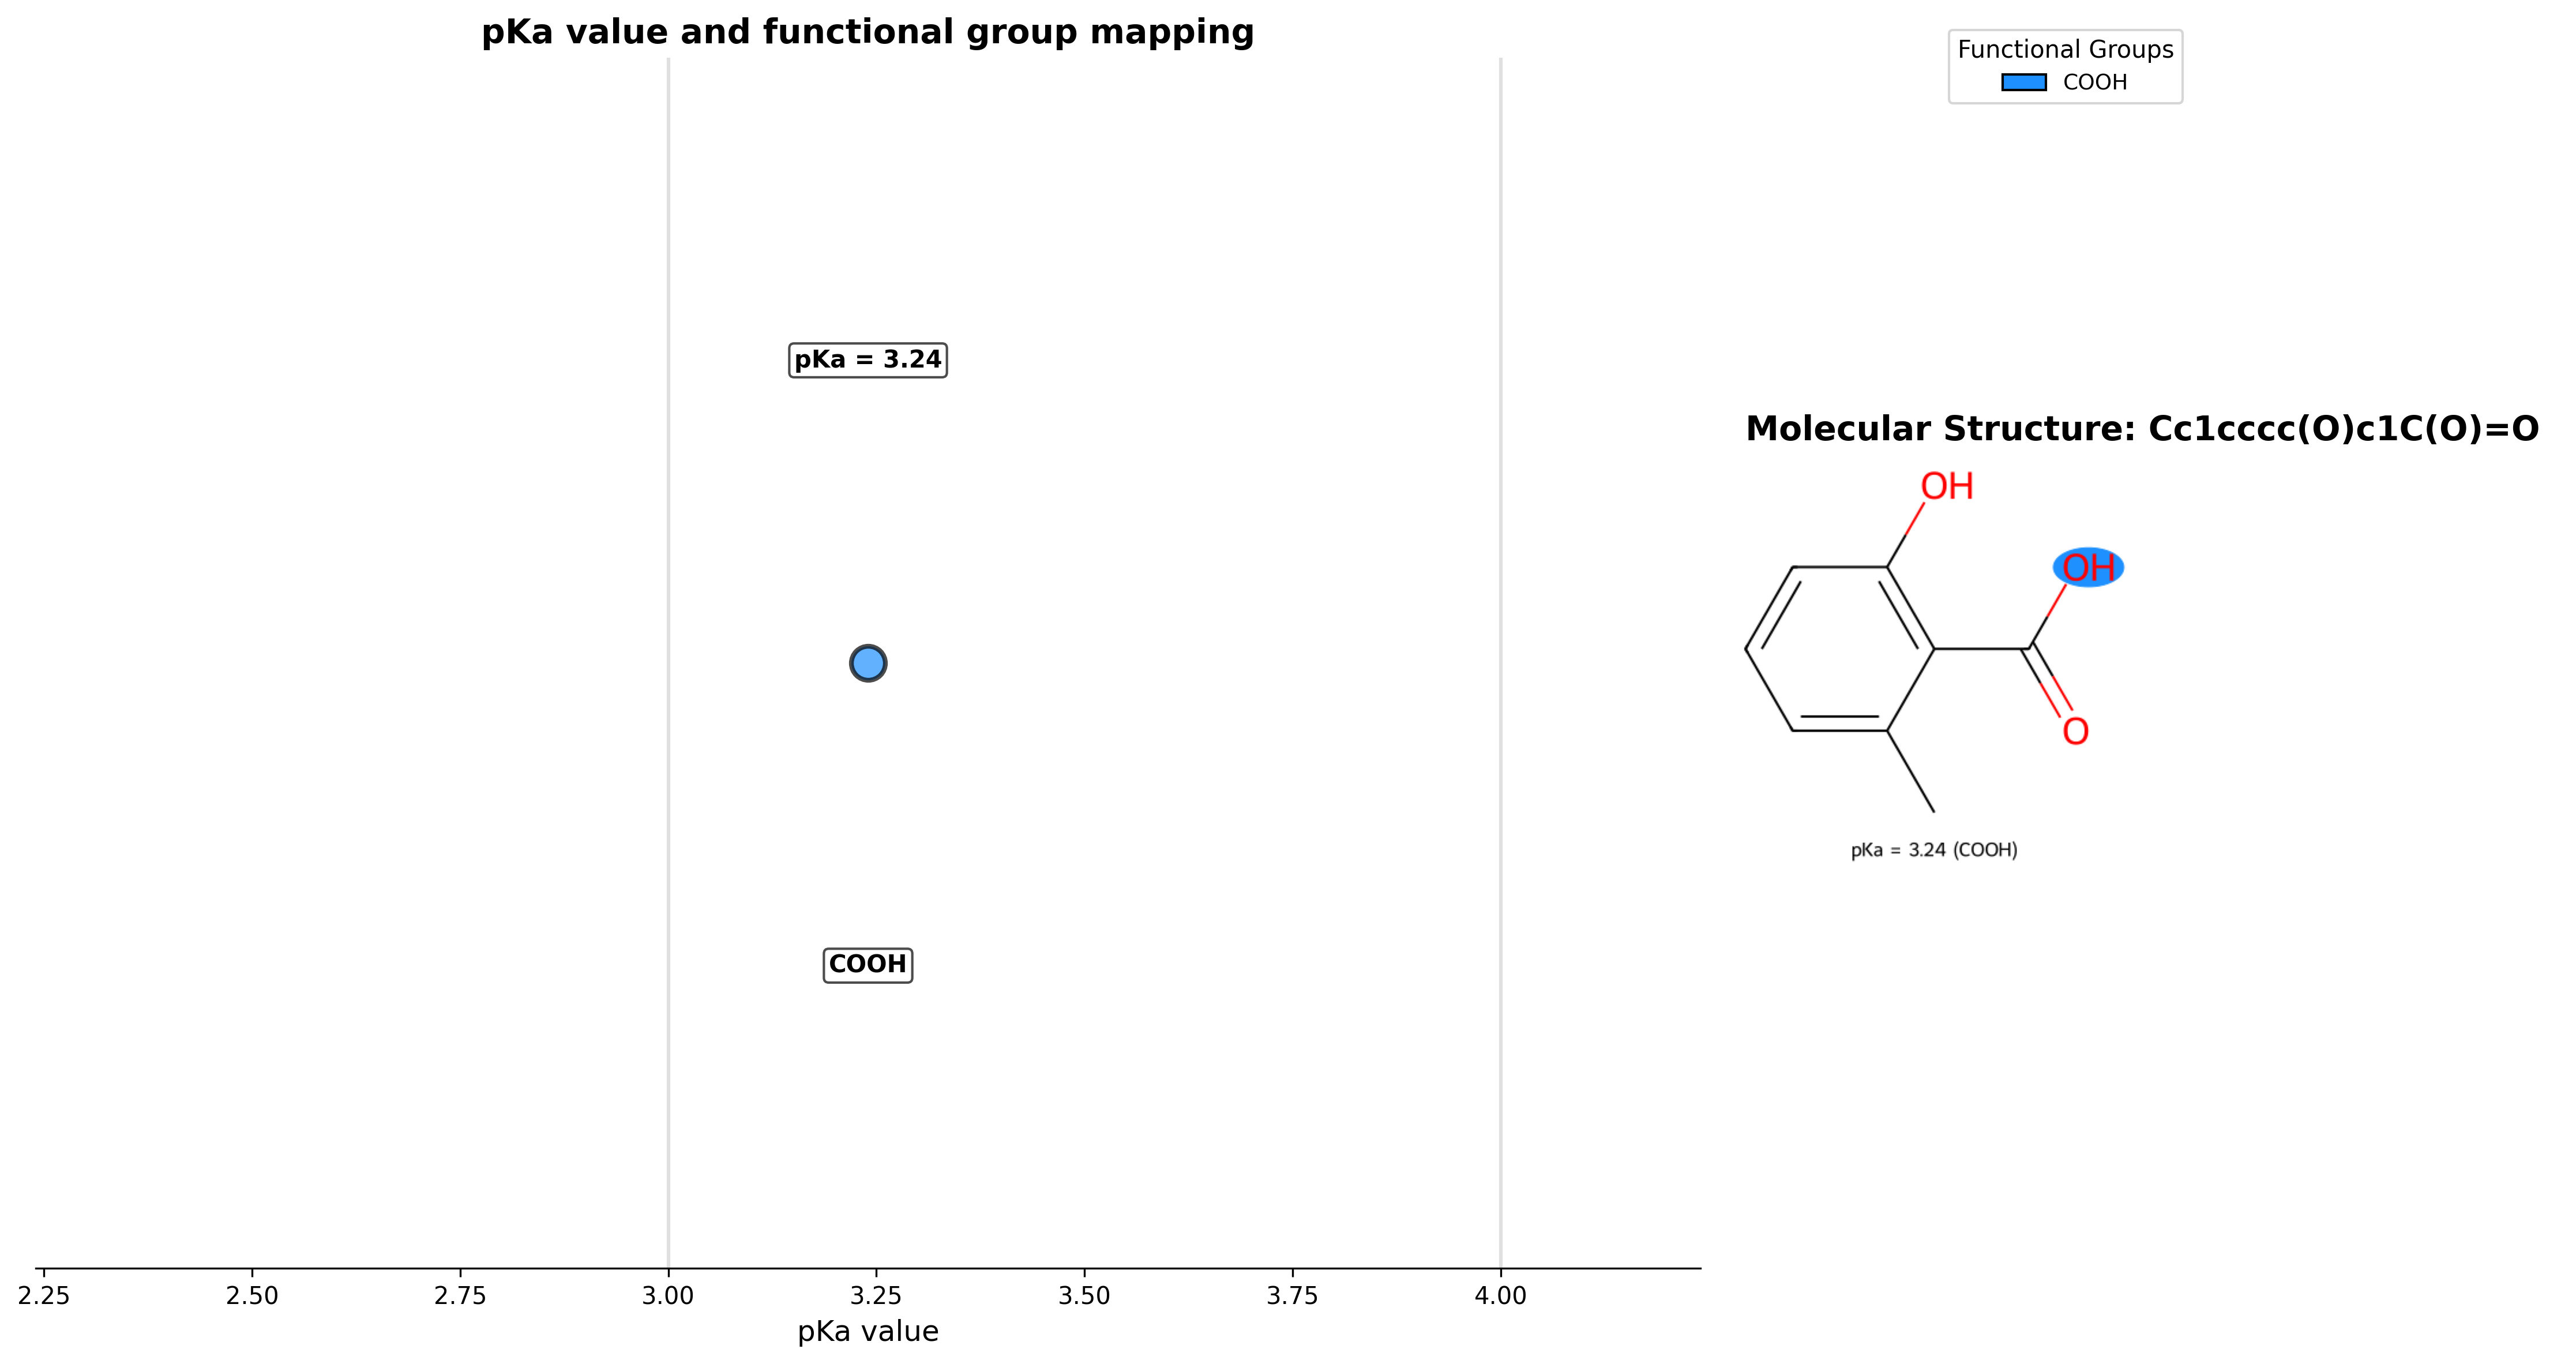 pKa value and functional group mapping
Functional Groups
COOH
pKa = 3.24
Molecular Structure: Cc1cccc(O)c1C(O)=O
OH
OH
O
pKa = 3.24 (COOH)
COOH
2.25 2.50 2.75 3.00 3.25 3.50 3.75 4.00
pKa value